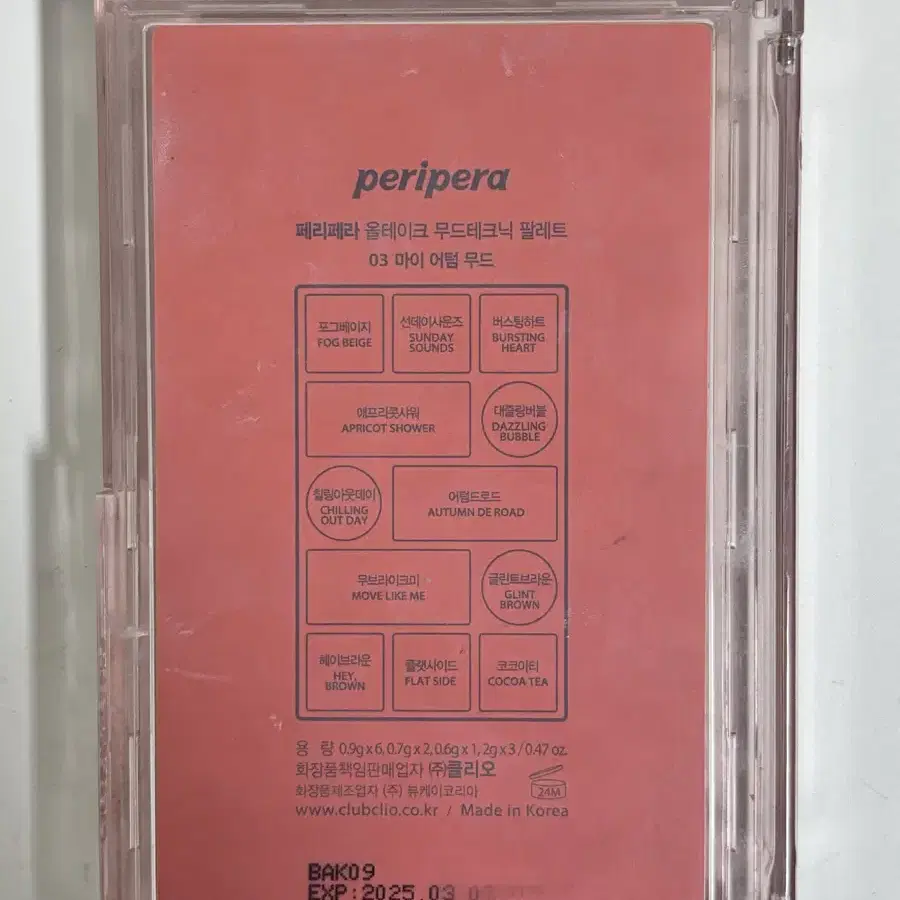 peripera
페리페라 올테이크 무드테크닉 팔레트
03 마이 어텀 무드
포그베이지
FOG BEIGE
선데이사운즈
SUNDAY
SOUNDS
버스팅하트
BURSTING
HEART
애프리콧샤워
APRICOT SHOWER
대즐링버블
DAZZLING
BUBBLE
칠링아웃데이
CHILLING
OUT DAY
어텀드로드
AUTUMN DE ROAD
무브라이크미
MOVE LIKE ME
글린트브라운
GLINT
BROWN
헤이브라운
HEY,
BROWN
플랫사이드
FLAT SIDE
코코아티
COCOA TEA
용 량 0.9g x 6, 0.7g x 2, 0.6g x 1, 2g x 3 / 0.47 oz.
화장품책임판매업자 (주)클리오
화장품제조업자 (주) 뷰케이코리아
24M
www.clubclio.co.kr / Made in Korea
BAK09
EXP:2025.03